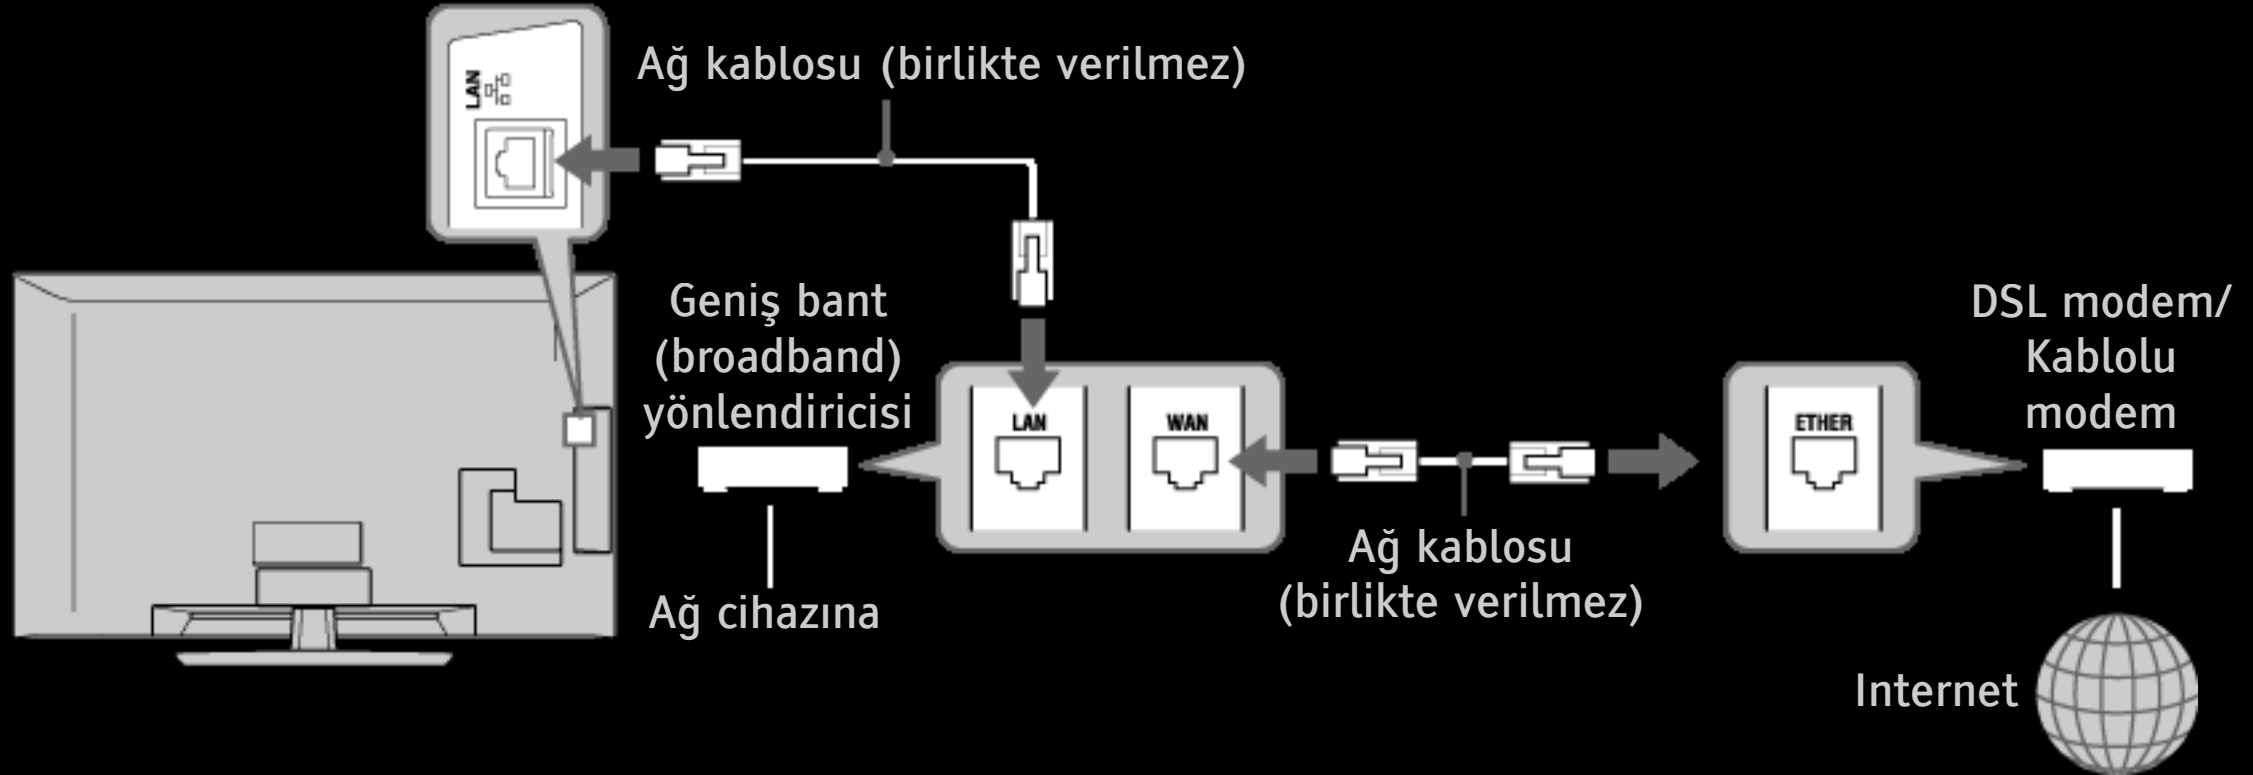 LAN
Ağ kablosu (birlikte verilmez)
Geniş bant
(broadband)
yönlendiricisi
LAN
WAN
ETHER
DSL modem/
Kablolu
modem
Ağ kablosu
(birlikte verilmez)
Ağ cihazına
Internet